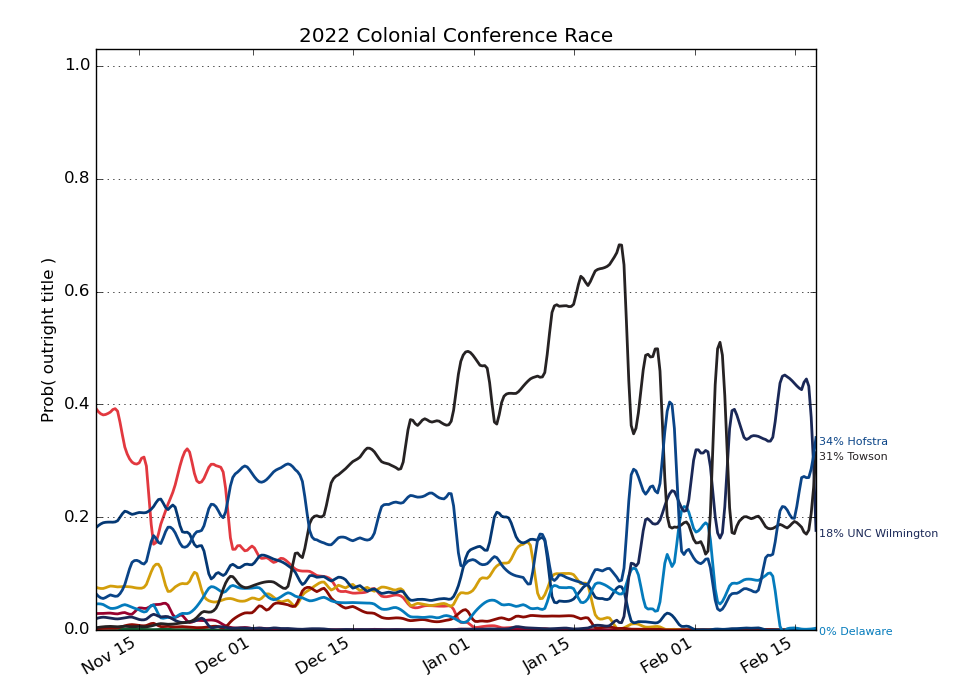 2022 Colonial Conference Race
Prob( outright title )
1.0
0.8
0.6
0.4
0.2
0.0
34% Hofstra
31% Towson
18% UNC Wilmington
0% Delaware
Nov 15
Dec 01
Dec 15
Jan 01
Jan 15
Feb 01
Feb 15